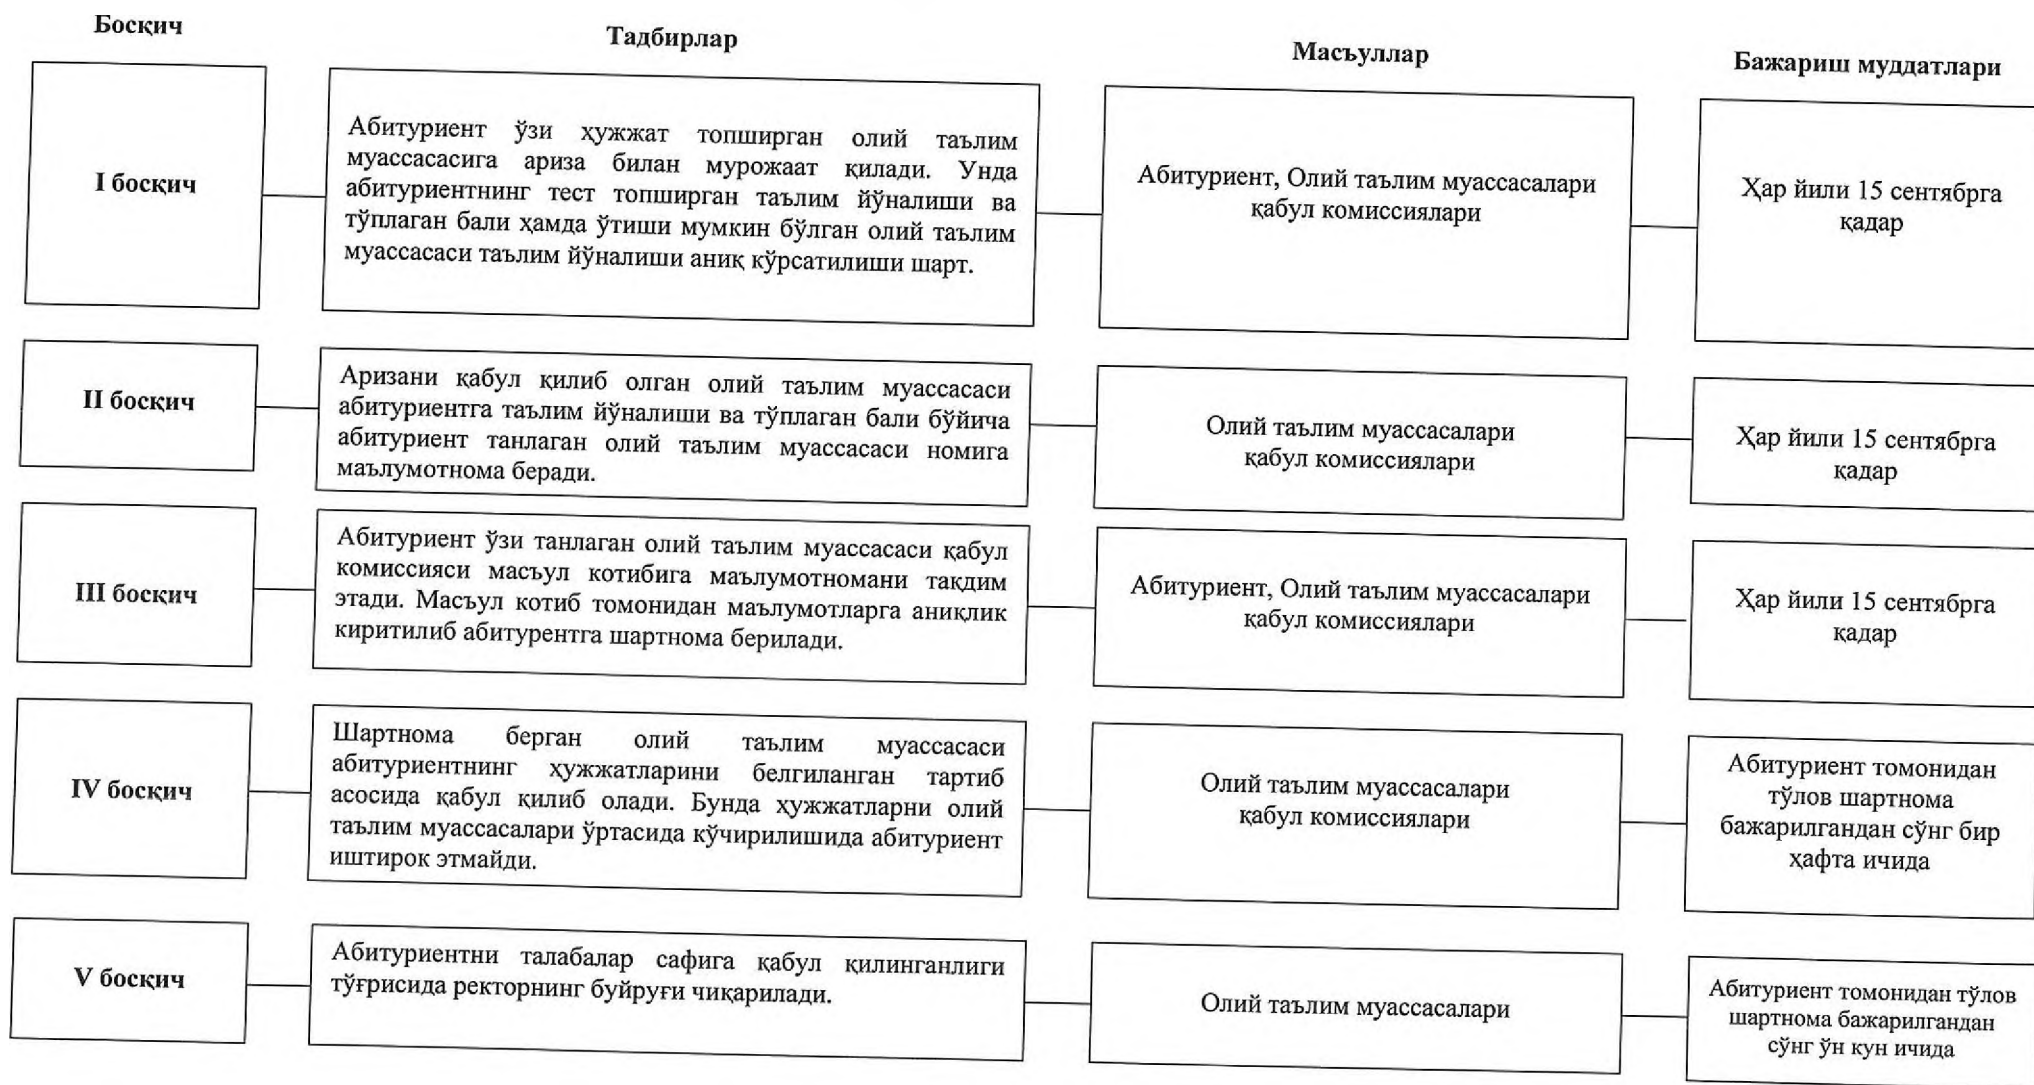 Босқич
Тадбирлар
Масъуллар
Бажариш муддатлари
I босқич
Абитуриент ўзи ҳужжат топширган олий таълим
муассасасига ариза билан мурожаат қилади. Унда
абитуриентнинг тест топширган таълим йўналиши ва
тўплаган бали ҳамда ўтиши мумкин бўлган олий таълим
муассасаси таълим йўналиши аниқ кўрсатилиши шарт.
Абитуриент, Олий таълим муассасалари
қабул комиссиялари
Ҳар йили 15 сентябрга
қадар
II босқич
Аризани қабул қилиб олган олий таълим муассасаси
абитуриентга таълим йўналиши ва тўплаган бали бўйича
абитуриент танлаган олий таълим муассасаси номига
маълумотнома беради.
Олий таълим муассасалари
қабул комиссиялари
Ҳар йили 15 сентябрга
қадар
III босқич
Абитуриент ўзи танлаган олий таълим муассасаси қабул
комиссияси масъул котибига маълумотномани тақдим
этади. Масъул котиб томонидан маълумотларга аниқлик
киритилиб абитурентга шартнома берилади.
Абитуриент, Олий таълим муассасалари
қабул комиссиялари
Ҳар йили 15 сентябрга
қадар
IV босқич
Шартнома берган олий таълим муассасаси
абитуриентнинг ҳужжатларини белгиланган тартиб
асосида қабул қилиб олади. Бунда ҳужжатларни олий
таълим муассасалари ўртасида кўчирилишида абитуриент
иштирок этмайди.
Олий таълим муассасалари
қабул комиссиялари
Абитуриент томонидан
тўлов шартнома
бажарилгандан сўнг бир
ҳафта ичида
V босқич
Абитуриентни талабалар сафига қабул қилинганлиги
тўғрисида ректорнинг буйруғи чиқарилади.
Олий таълим муассасалари
Абитуриент томонидан тўлов
шартнома бажарилгандан
сўнг ўн кун ичида